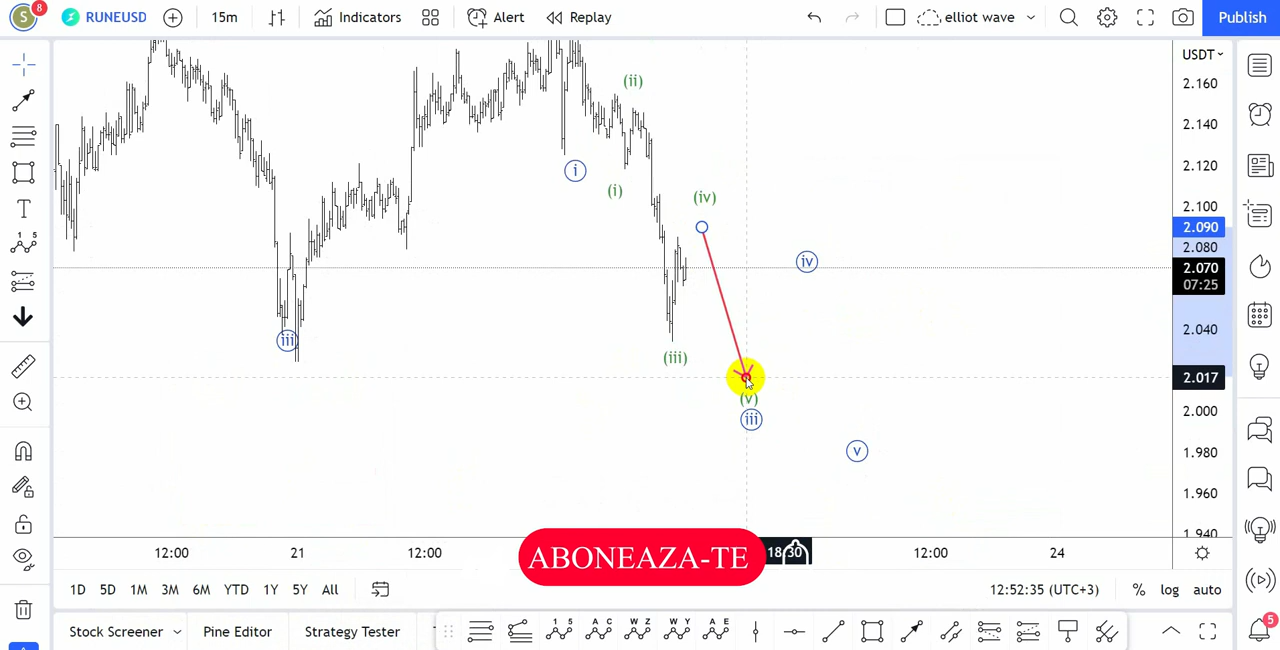 S
8
RUNEUSD
15m
Indicators
Alert
Replay
elliot wave
Publish
USDT
2.160
2.140
2.120
2.100
2.090
2.080
2.070
07:25
2.040
2.017
2.000
1.980
1.960
1.940
(ii)
i
(i)
(iv)
iv
iii
(iii)
(v)
iii
v
12:00
21
12:00
18:30
12:00
24
ABONEAZA-TE
1D
5D
1M
3M
6M
YTD
1Y
5Y
All
12:52:35 (UTC+3)
%
log
auto
Stock Screener
Pine Editor
Strategy Tester
1 5
A C
W Z
W Y
A E
5